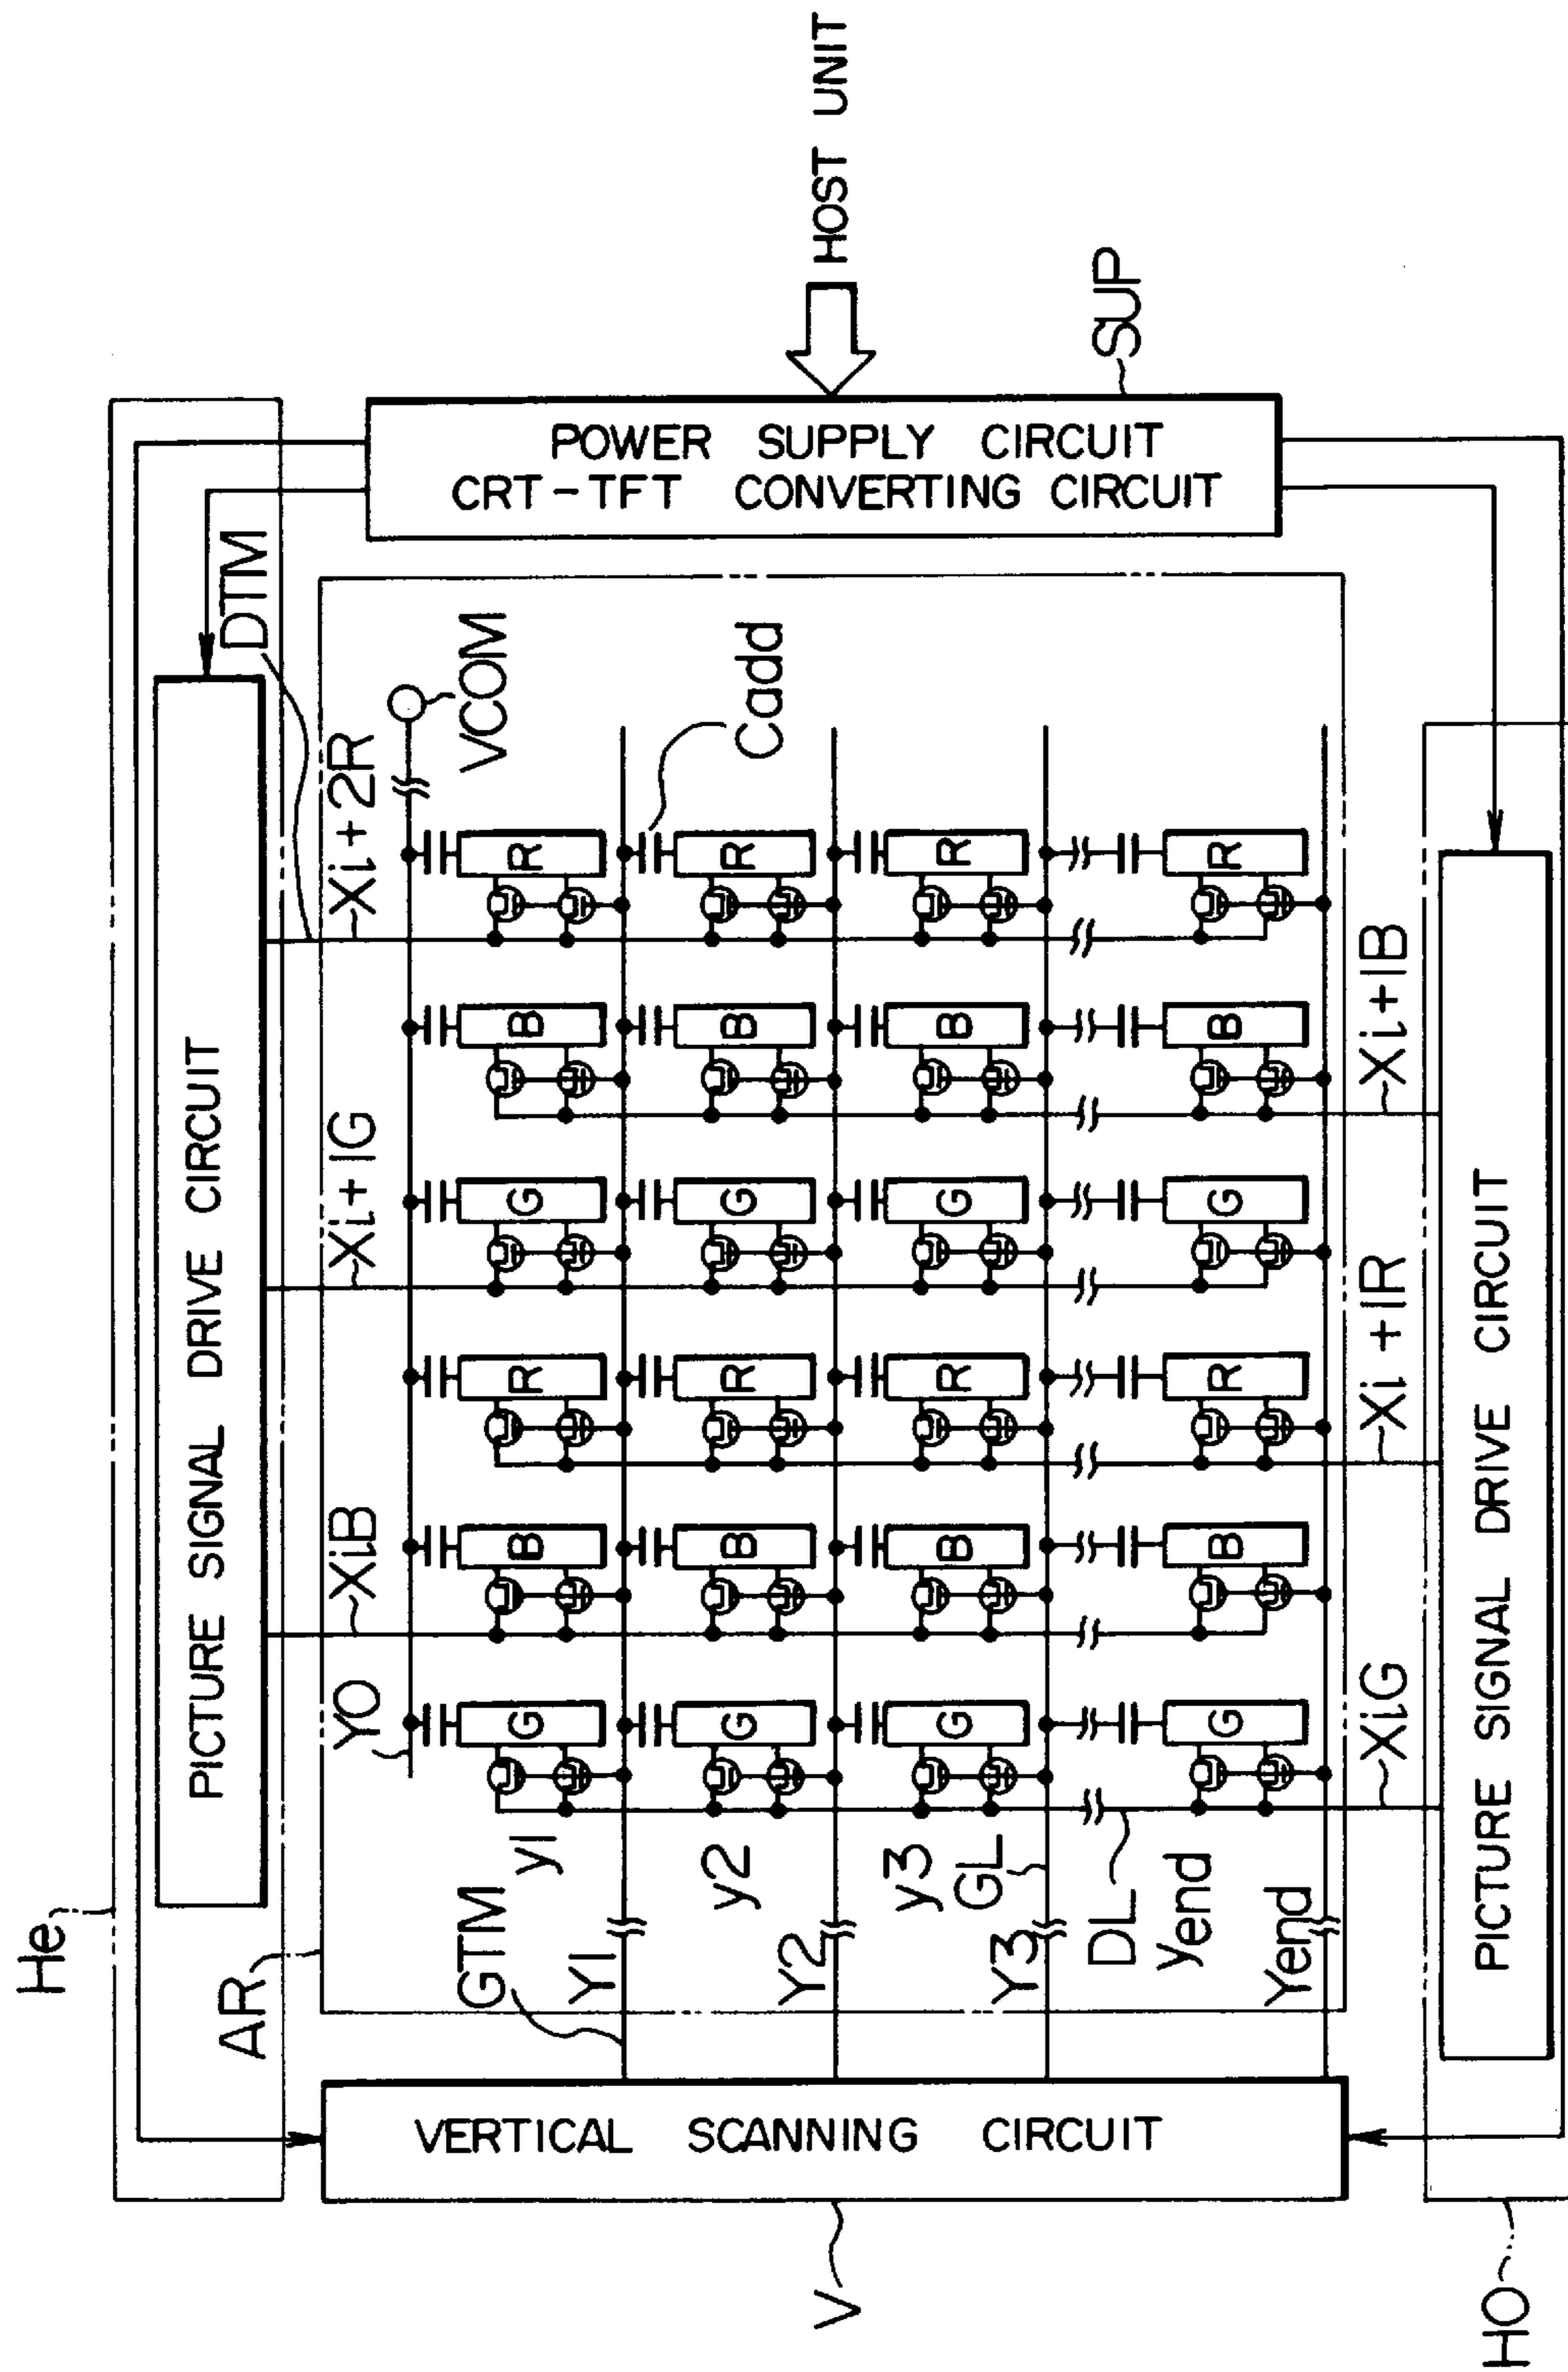 He
PICTURE SIGNAL DRIVE CIRCUIT
AR
DTM
Y0
XiB
Xi+1G
Xi+2R
GTM
VCOM
y1
G B R G B R
Y1
Cadd
y2
G B R G B R
Y2
y3
G B R G B R
GL
Y3
DL
yend
G B R G B R
Yend
V
VERTICAL SCANNING CIRCUIT
POWER SUPPLY CIRCUIT
CRT-TFT CONVERTING CIRCUIT
HOST UNIT
SUP
XiG
Xi+1R
Xi+1B
PICTURE SIGNAL DRIVE CIRCUIT
HO